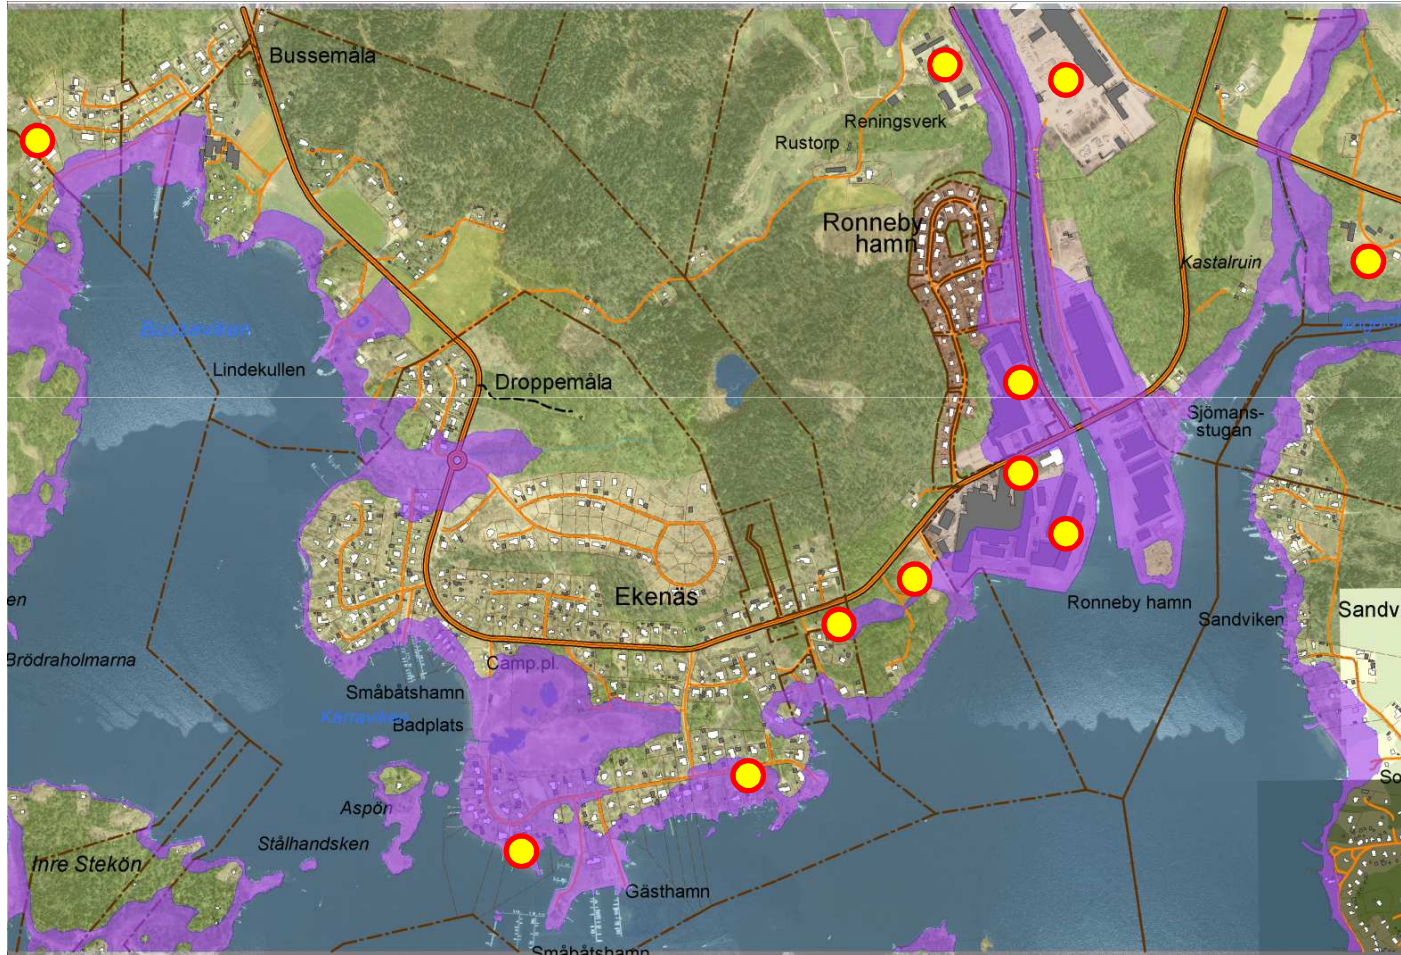 Bussemåla
Reningsverk
Rustorp
Ronneby
hamn
Kastalruin
Lindekullen
Droppemåla
Sjömans-
stugan
Ekenäs
en
Ronneby hamn
Sandviken
Sandv
Brödraholmarna
Camp.pl.
Småbåtshamn
Badplats
So
Aspön
Stålhandsken
Inre Stekön
Gästhamn
Småbåtshamn